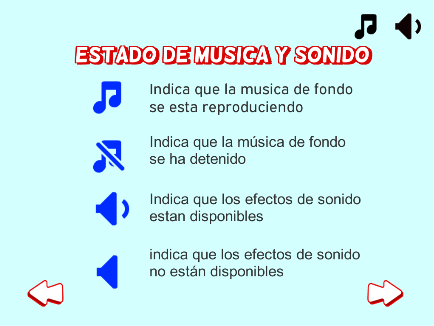 ESTADO DE MUSICA Y SONIDO
Indica que la musica de fondo
se esta reproduciendo
Indica que la música de fondo
se ha detenido
Indica que los efectos de sonido
estan disponibles
indica que los efectos de sonido
no están disponibles